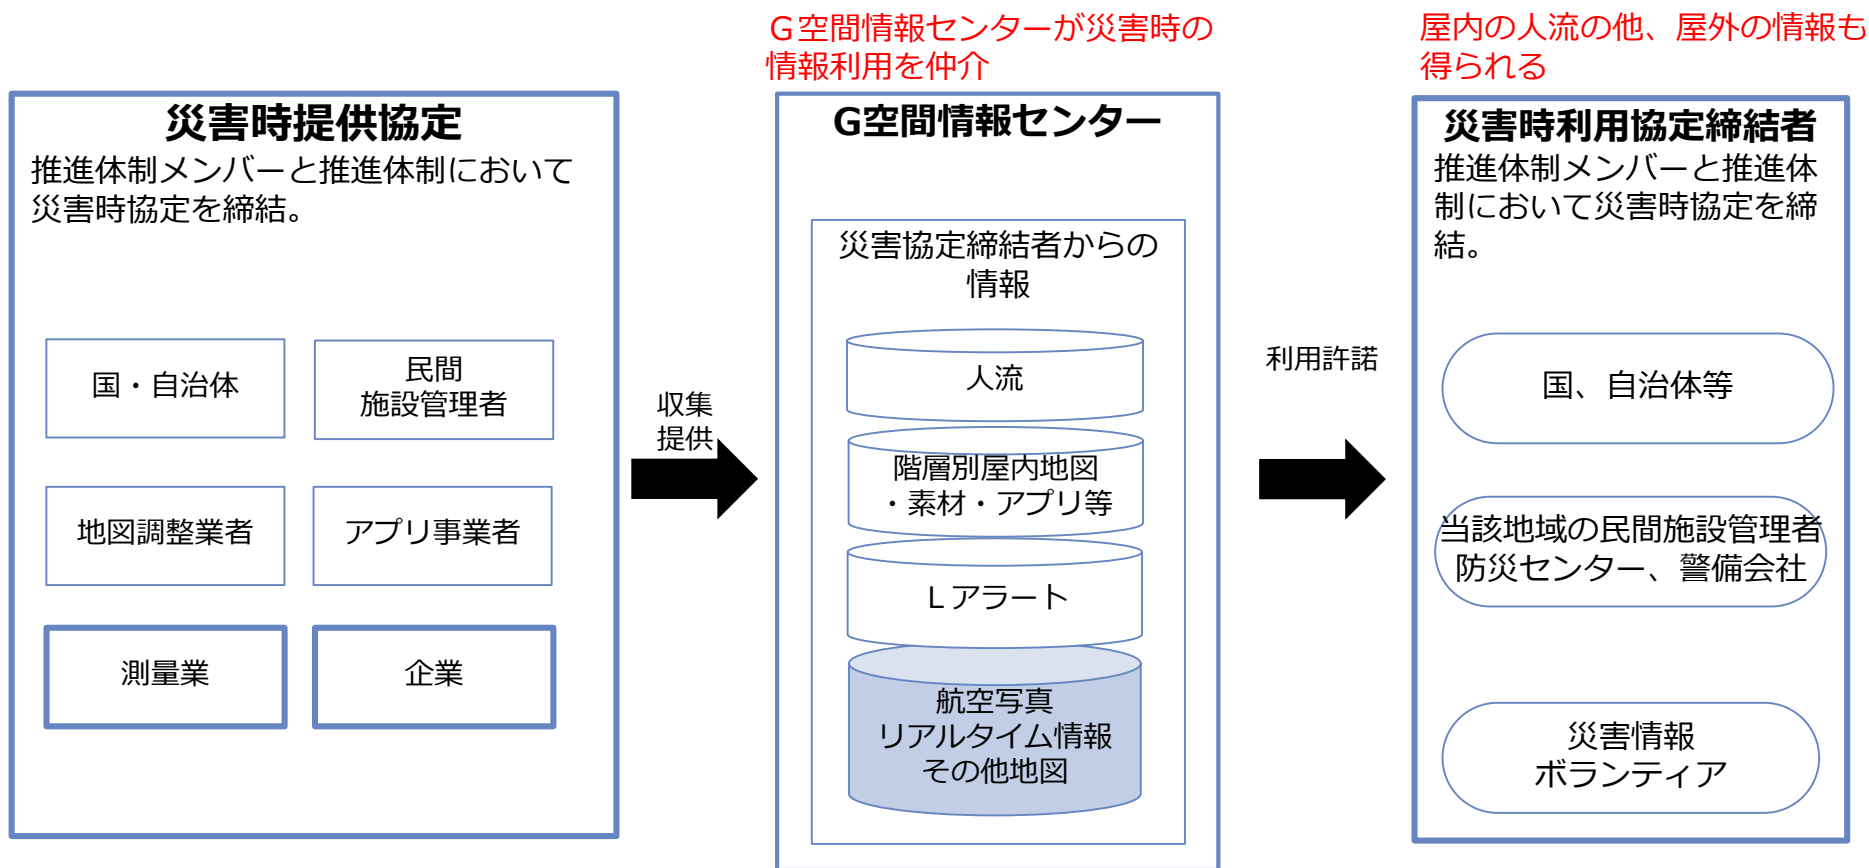 G空間情報センターが災害時の
情報利用を仲介
屋内の人流の他、屋外の情報も
得られる
災害時提供協定
推進体制メンバーと推進体制において
災害時協定を締結。
国・自治体
民間
施設管理者
地図調整業者
アプリ事業者
測量業
企業
収集
提供
G空間情報センター
災害協定締結者からの
情報
人流
階層別屋内地図
・素材・アプリ等
Lアラート
航空写真
リアルタイム情報
その他地図
利用許諾
災害時利用協定締結者
推進体制メンバーと推進体
制において災害時協定を締
結。
国、自治体等
当該地域の民間施設管理者
防災センター、警備会社
災害情報
ボランティア